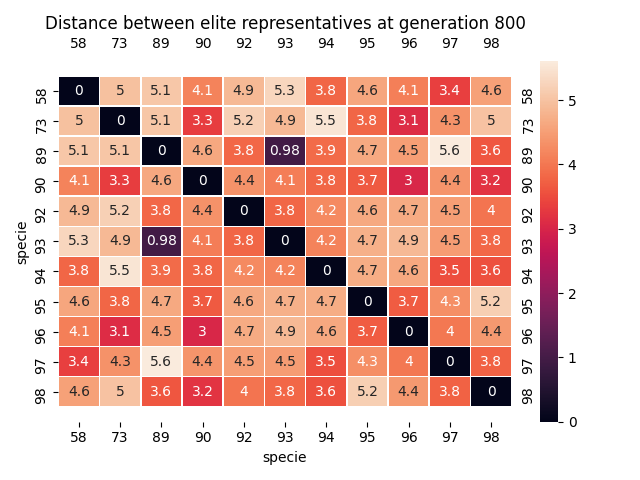 Distance between elite representatives at generation 800
58 73 89 90 92 93 94 95 96 97 98
58 0 5 5.1 4.1 4.9 5.3 3.8 4.6 4.1 3.4 4.6 58
73 5 0 5.1 3.3 5.2 4.9 5.5 3.8 3.1 4.3 5 73
89 5.1 5.1 0 4.6 3.8 0.98 3.9 4.7 4.5 5.6 3.6 89
90 4.1 3.3 4.6 0 4.4 4.1 3.8 3.7 3 4.4 3.2 90
92 4.9 5.2 3.8 4.4 0 3.8 4.2 4.6 4.7 4.5 4 92
93 5.3 4.9 0.98 4.1 3.8 0 4.2 4.7 4.9 4.5 3.8 93
94 3.8 5.5 3.9 3.8 4.2 4.2 0 4.7 4.6 3.5 3.6 94
95 4.6 3.8 4.7 3.7 4.6 4.7 4.7 0 3.7 4.3 5.2 95
96 4.1 3.1 4.5 3 4.7 4.9 4.6 3.7 0 4 4.4 96
97 3.4 4.3 5.6 4.4 4.5 4.5 3.5 4.3 4 0 3.8 97
98 4.6 5 3.6 3.2 4 3.8 3.6 5.2 4.4 3.8 0 98
58 73 89 90 92 93 94 95 96 97 98
specie
specie
5
4
3
2
1
0